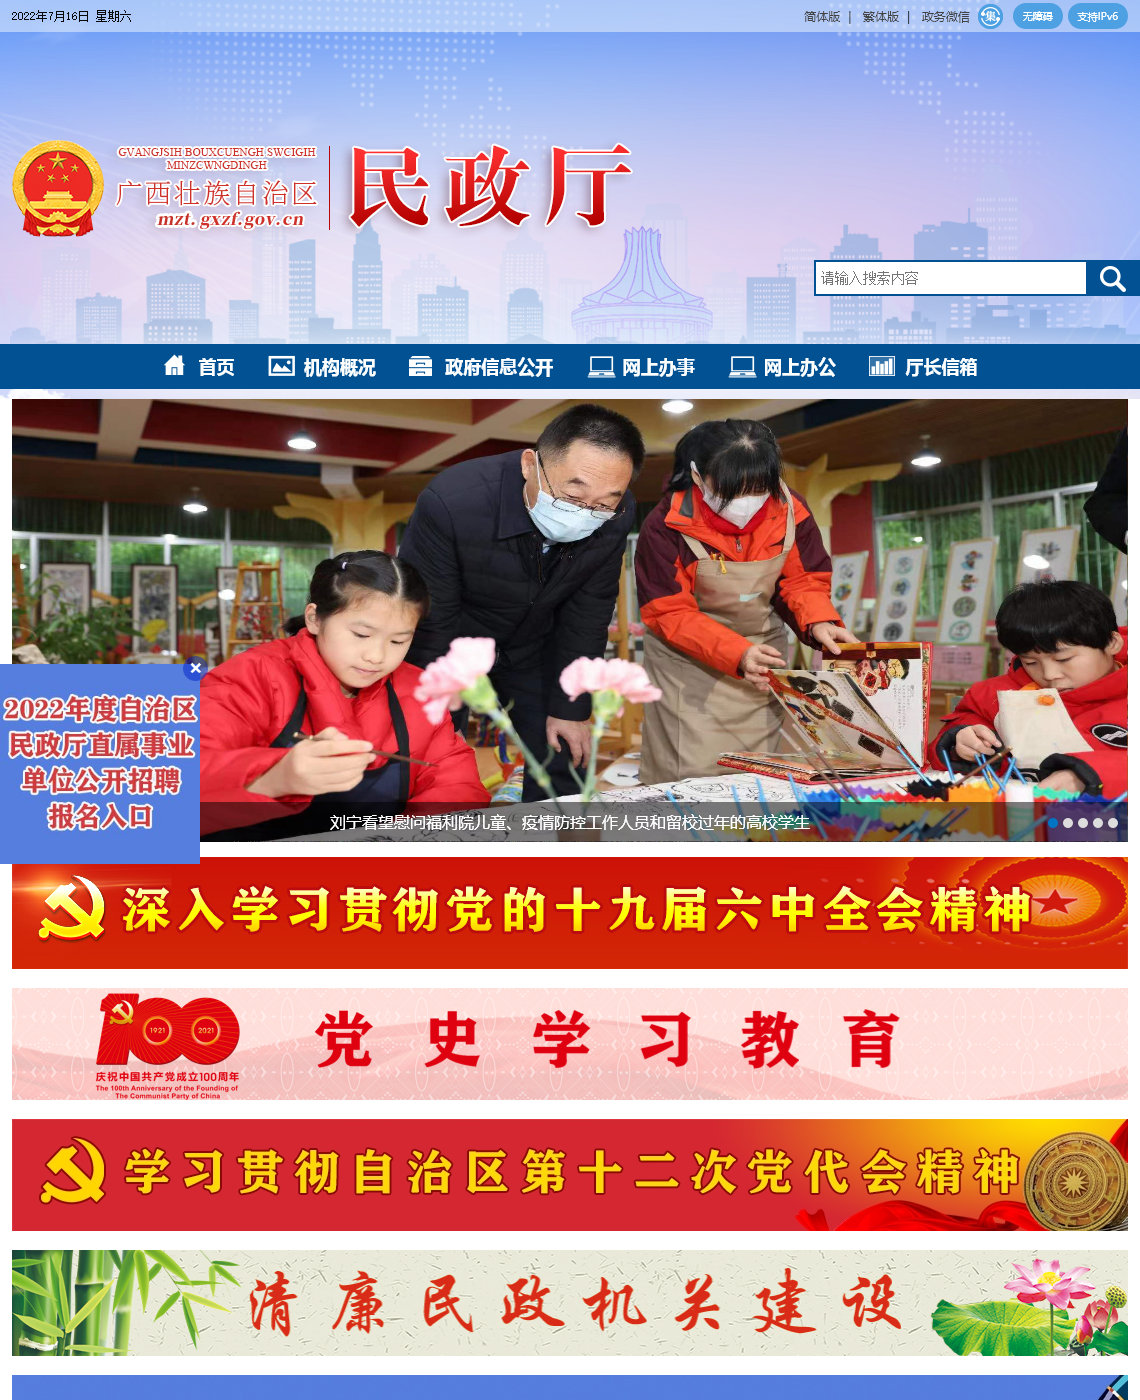 2022年7月16日 星期六
简体版 | 繁体版 | 政务微信 集 无障碍 支持IPv6
GVANGJSIH BOUXCUENGH SWCIGIH
MINZCWNGDINGH
广西壮族自治区
mzt.gxzf.gov.cn
民政厅
请输入搜索内容
首页 机构概况 政府信息公开 网上办事 网上办公 厅长信箱
2022年度自治区
民政厅直属事业
单位公开招聘
报名入口
刘宁看望慰问福利院儿童、疫情防控工作人员和留校过年的高校学生
深入学习贯彻党的十九届六中全会精神
100
1921 2021
庆祝中国共产党成立100周年
The 100th Anniversary of the Founding of
The Communist Party of China
党史学习教育
学习贯彻自治区第十二次党代会精神
清廉民政机关建设